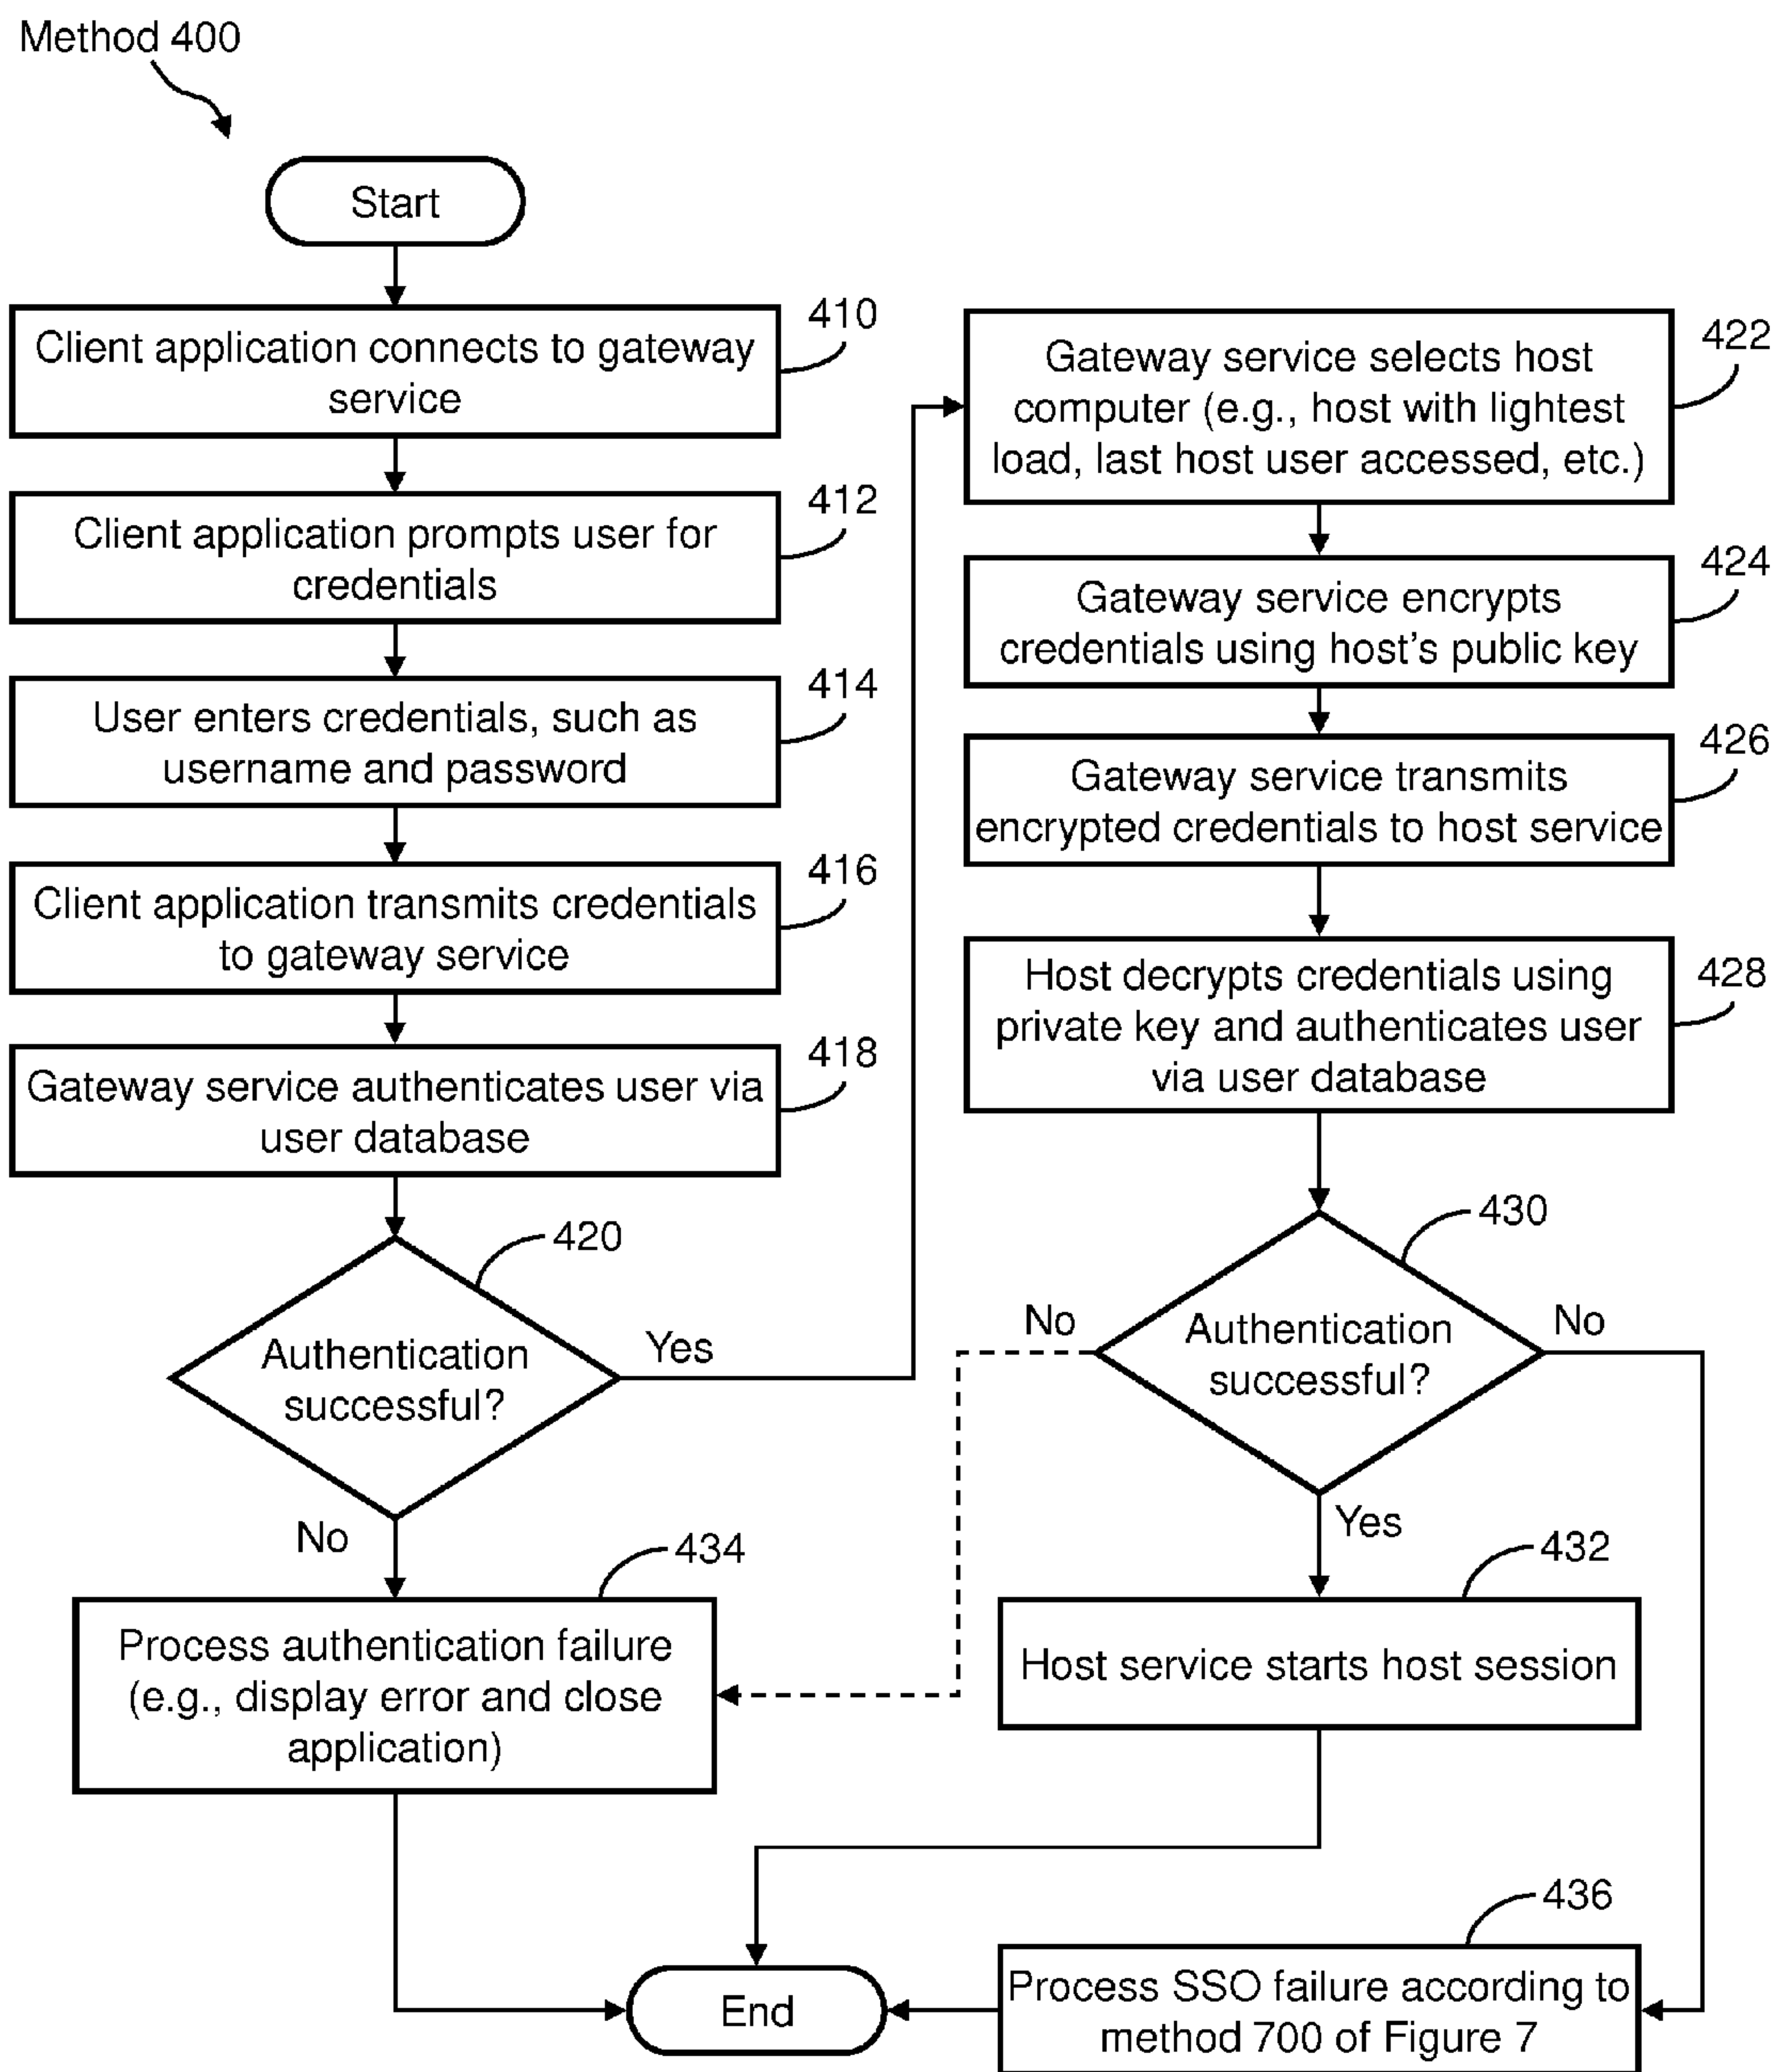 Method 400
Start
Client application connects to gateway
service
410
Client application prompts user for
credentials
412
User enters credentials, such as
username and password
414
Client application transmits credentials
to gateway service
416
Gateway service authenticates user via
user database
418
Authentication
successful?
420
Yes
No
Process authentication failure
(e.g., display error and close
application)
434
Gateway service selects host
computer (e.g., host with lightest
load, last host user accessed, etc.)
422
Gateway service encrypts
credentials using host's public key
424
Gateway service transmits
encrypted credentials to host service
426
Host decrypts credentials using
private key and authenticates user
via user database
428
Authentication
successful?
430
No
No
Yes
Host service starts host session
432
Process SSO failure according to
method 700 of Figure 7
436
End